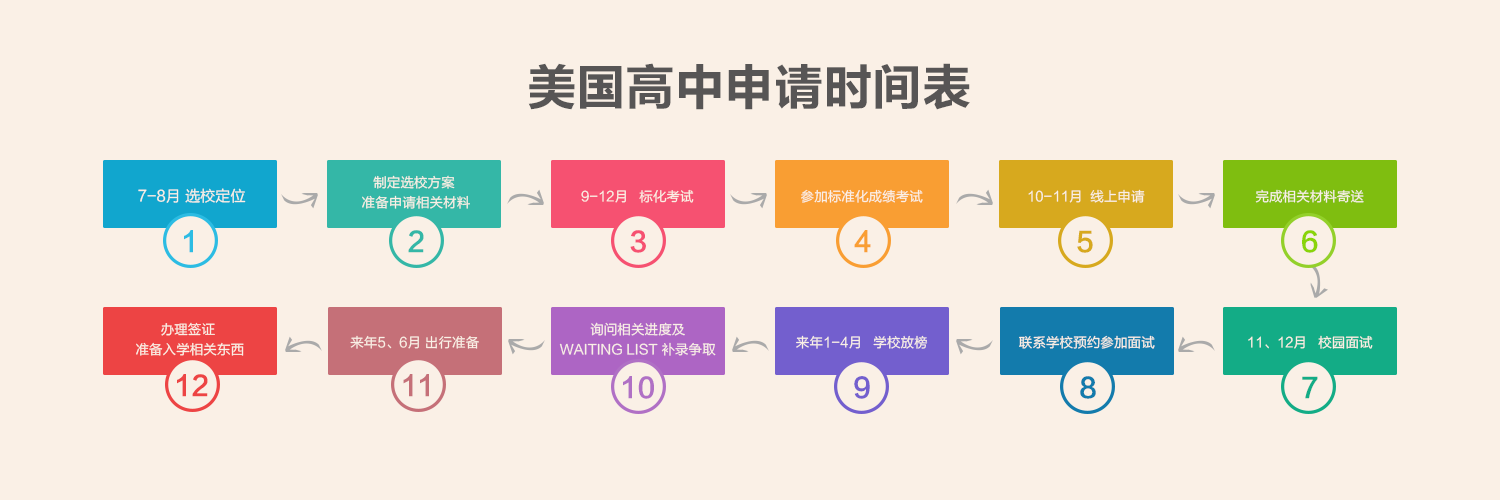 美国高中申请时间表
7-8月 选校定位
1
制定选校方案
准备申请相关材料
2
9-12月 标化考试
3
参加标准化成绩考试
4
10-11月 线上申请
5
完成相关材料寄送
6
11、12月 校园面试
7
联系学校预约参加面试
8
来年1-4月 学校放榜
9
询问相关进度及
WAITING LIST 补录争取
10
来年5、6月 出行准备
11
办理签证
准备入学相关东西
12